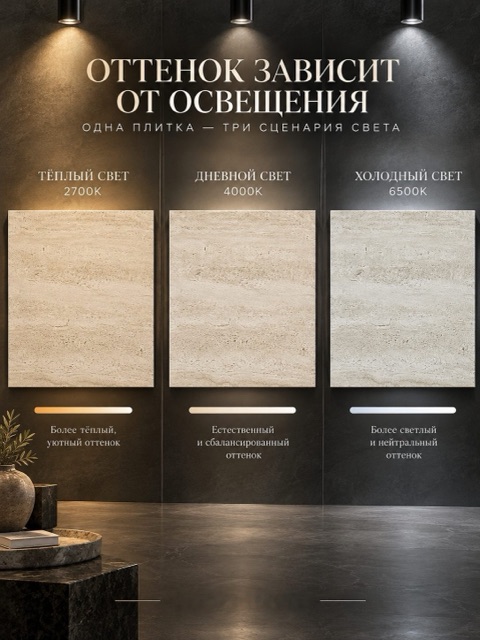 ОТТЕНОК ЗАВИСИТ
ОТ ОСВЕЩЕНИЯ
ОДНА ПЛИТКА — ТРИ СЦЕНАРИЯ СВЕТА
ТЁПЛЫЙ СВЕТ
2700K
ДНЕВНОЙ СВЕТ
4000K
ХОЛОДНЫЙ СВЕТ
6500K
Более тёплый,
уютный оттенок
Естественный
и сбалансированный
оттенок
Более светлый
и нейтральный
оттенок